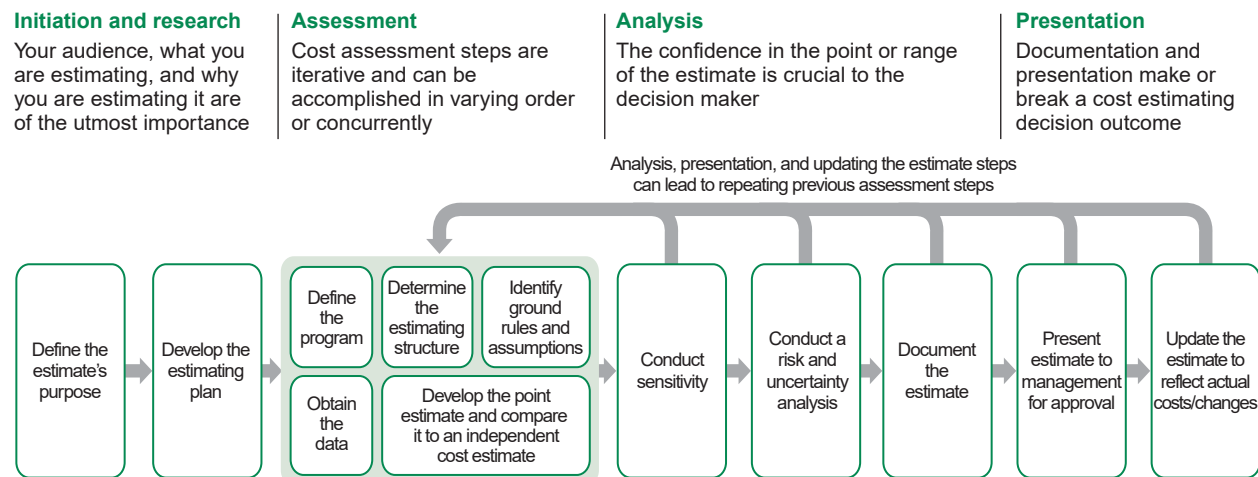 Initiation and research
Your audience, what you
are estimating, and why
you are estimating it are
of the utmost importance
Assessment
Cost assessment steps are
iterative and can be
accomplished in varying order
or concurrently
Analysis
The confidence in the point or range
of the estimate is crucial to the
decision maker
Presentation
Documentation and
presentation make or
break a cost estimating
decision outcome
Analysis, presentation, and updating the estimate steps
can lead to repeating previous assessment steps
Define the
estimate’s
purpose
Develop the
estimating
plan
Define
the
program
Determine
the
estimating
structure
Identify
ground
rules and
assumptions
Obtain
the
data
Develop the point
estimate and compare
it to an independent
cost estimate
Conduct
sensitivity
Conduct a
risk and
uncertainty
analysis
Document
the
estimate
Present
estimate to
management
for approval
Update the
estimate to
reflect actual
costs/changes